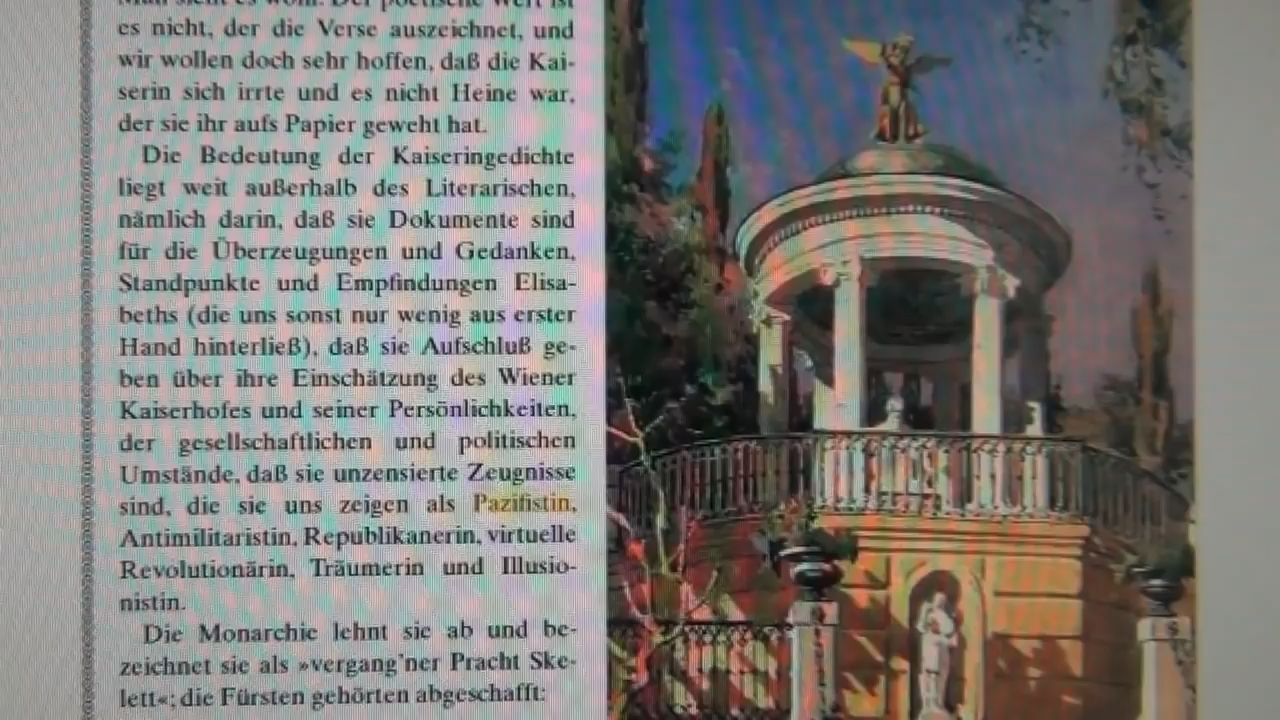 es nicht, der die Verse auszeichnet, und
wir wollen doch sehr hoffen, daß die Kai-
serin sich irrte und es nicht Heine war,
der sie ihr aufs Papier geweht hat.
Die Bedeutung der Kaiseringedichte
liegt weit außerhalb des Literarischen,
nämlich darin, daß sie Dokumente sind
für die Überzeugungen und Gedanken,
Standpunkte und Empfindungen Elisa-
beths (die uns sonst nur wenig aus erster
Hand hinterließ), daß sie Aufschluß ge-
ben über ihre Einschätzung des Wiener
Kaiserhofes und seiner Persönlichkeiten,
der gesellschaftlichen und politischen
Umstände, daß sie unzensierte Zeugnisse
sind, die sie uns zeigen als Pazifistin,
Antimilitaristin, Republikanerin, virtuelle
Revolutionärin, Träumerin und Illusio-
nistin.
Die Monarchie lehnt sie ab und be-
zeichnet sie als »vergang'ner Pracht Ske-
lett«; die Fürsten gehörten abgeschafft: